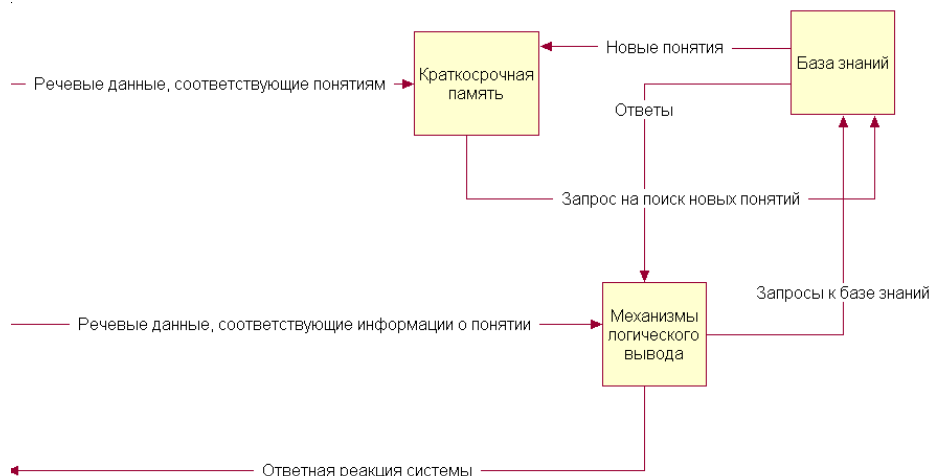 Новые понятия
База знаний
Краткосрочная
память
Речевые данные, соответствующие понятиям
Ответы
Запрос на поиск новых понятий
Запросы к базе знаний
Механизмы
логического
вывода
Речевые данные, соответствующие информации о понятии
Ответная реакция системы